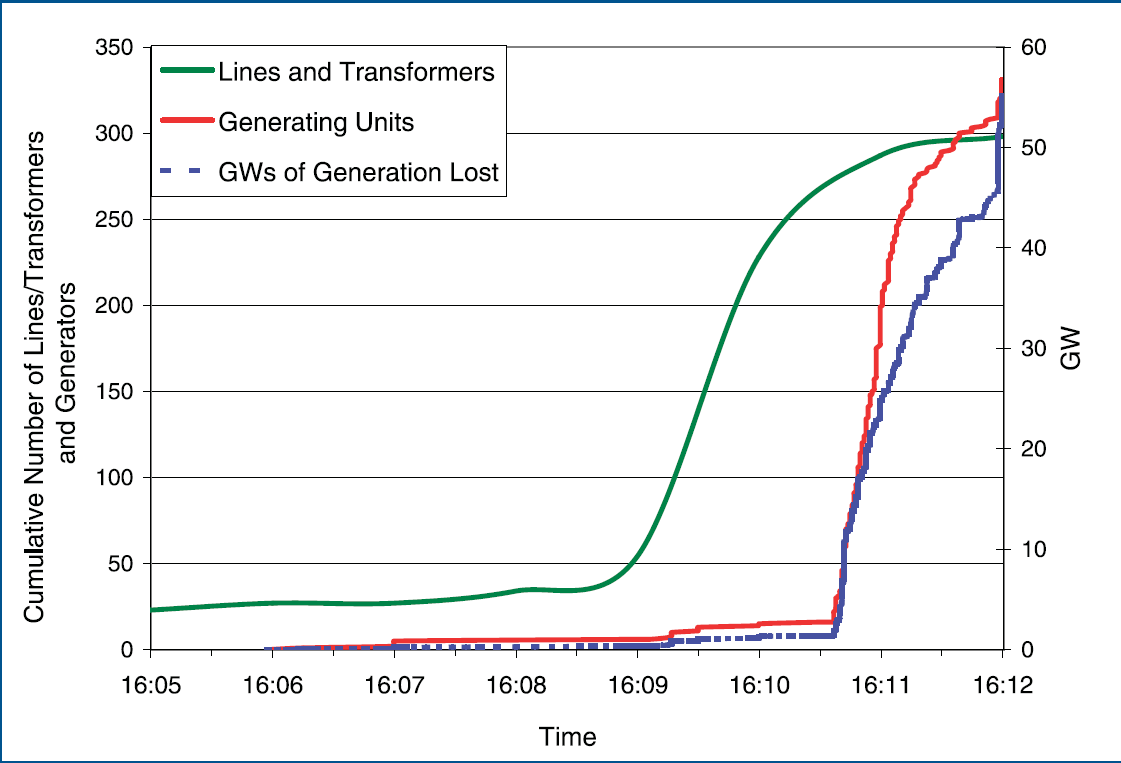 350
300
250
200
150
100
50
0
Cumulative Number of Lines/Transformers
and Generators
Lines and Transformers
Generating Units
GWs of Generation Lost
60
50
40
30
20
10
0
GW
16:05 16:06 16:07 16:08 16:09 16:10 16:11 16:12
Time